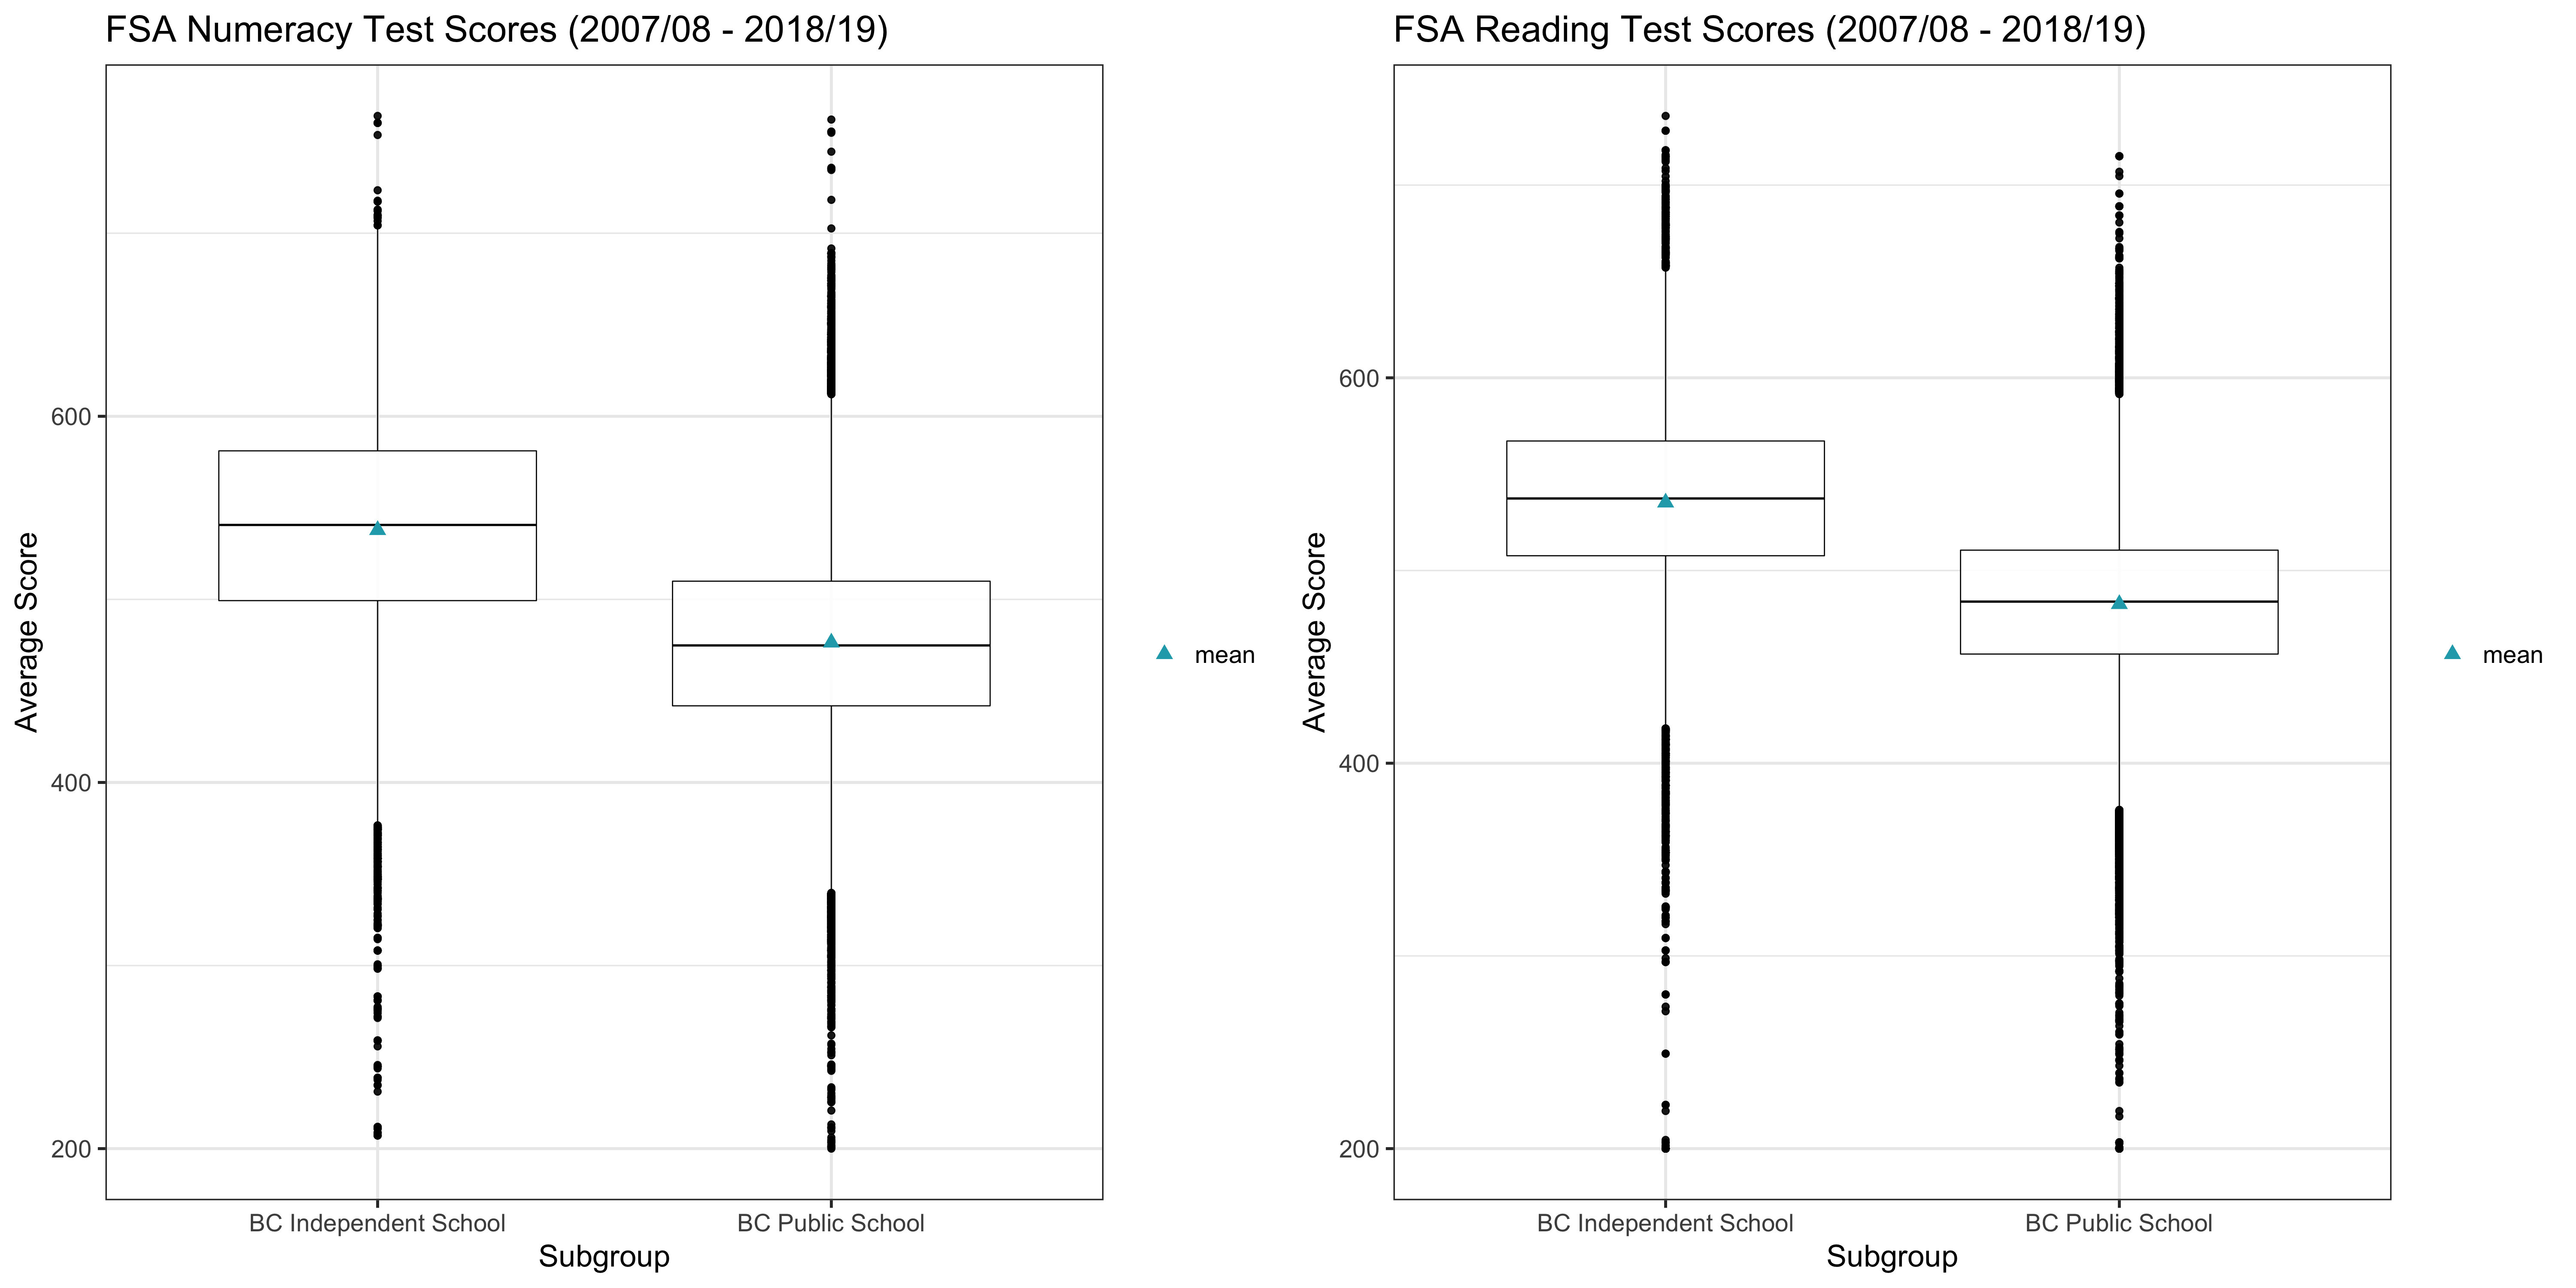 FSA Numeracy Test Scores (2007/08 - 2018/19)
Average Score
600
400
200
BC Independent School
BC Public School
Subgroup
mean
FSA Reading Test Scores (2007/08 - 2018/19)
Average Score
600
400
200
BC Independent School
BC Public School
Subgroup
mean